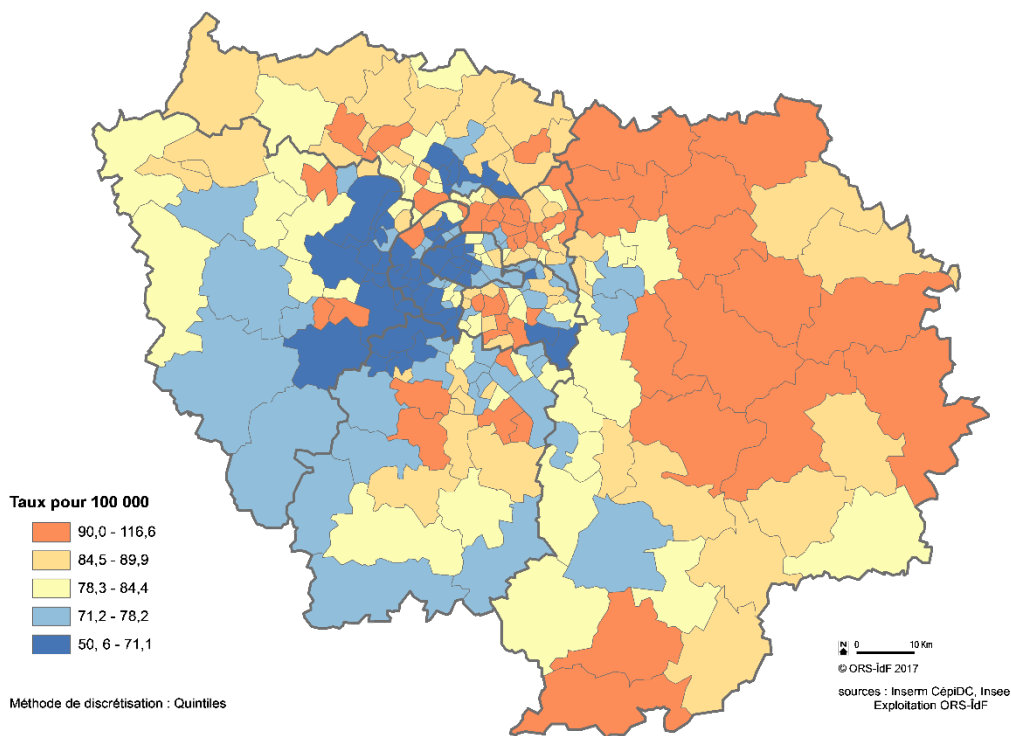 Taux pour 100 000
90,0 - 116,6
84,5 - 89,9
78,3 - 84,4
71,2 - 78,2
50, 6 - 71,1
Méthode de discrétisation : Quintiles
N 0 10 Km
© ORS-ÎdF 2017
sources : Inserm CépiDC, Insee
Exploitation ORS-ÎdF